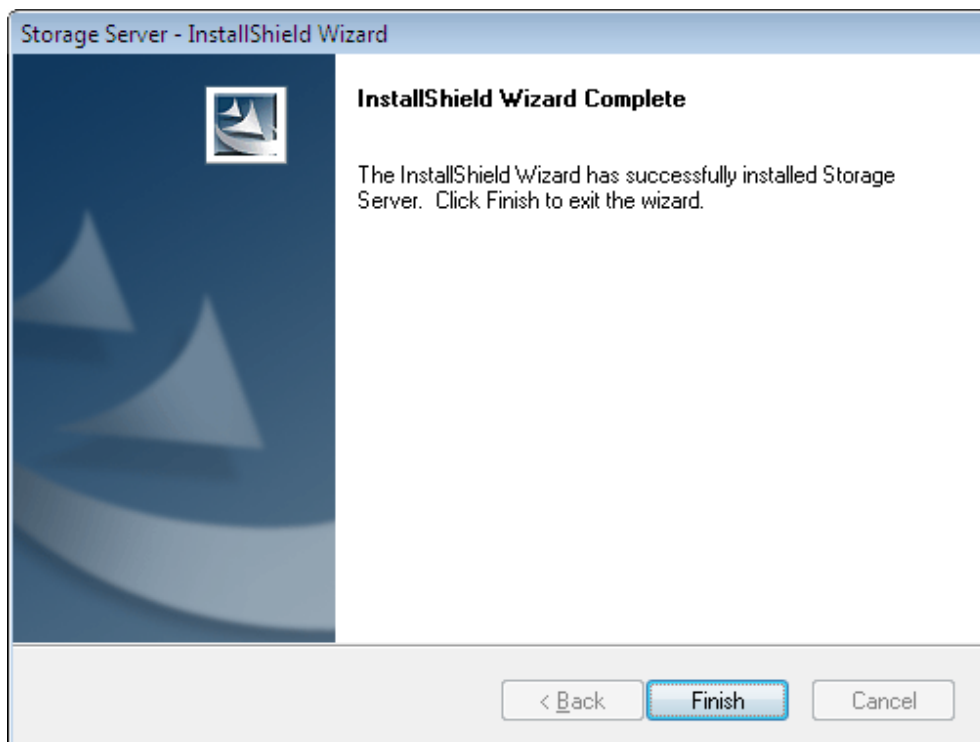 Storage Server - InstallShield Wizard
InstallShield Wizard Complete
The InstallShield Wizard has successfully installed Storage
Server.  Click Finish to exit the wizard.
< Back
Finish
Cancel